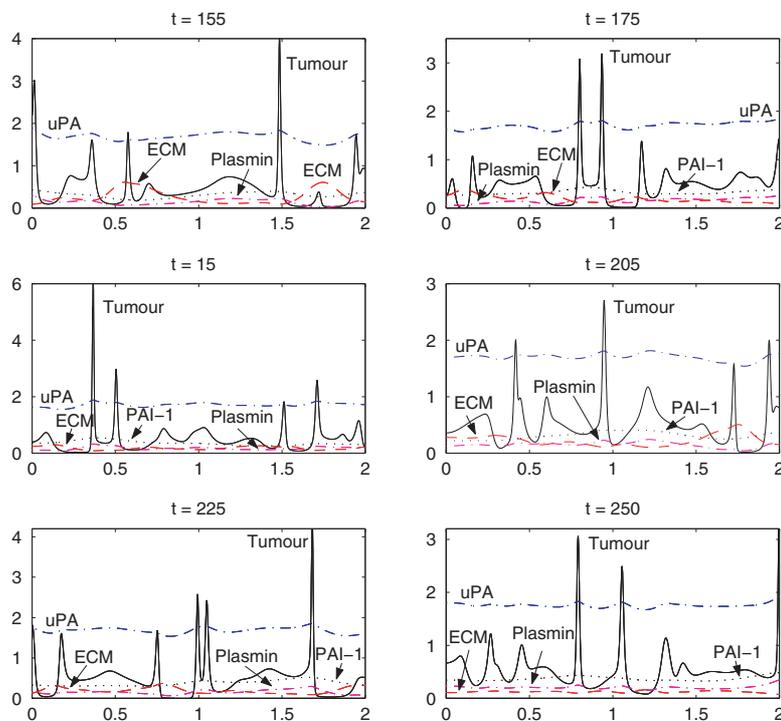 t = 155
4
3
2
1
0
uPA
ECM
Plasmin
ECM
Tumour
0 0.5 1 1.5 2
t = 175
3
2
1
0
Tumour
uPA
Plasmin
ECM
PAI-1
0 0.5 1 1.5 2
t = 15
6
4
2
0
Tumour
uPA
ECM
PAI-1
Plasmin
0 0.5 1 1.5 2
t = 205
3
2
1
0
Tumour
uPA
ECM
Plasmin
PAI-1
0 0.5 1 1.5 2
t = 225
4
3
2
1
0
Tumour
uPA
ECM
Plasmin
PAI-1
0 0.5 1 1.5 2
t = 250
3
2
1
0
Tumour
uPA
ECM
Plasmin
PAI-1
0 0.5 1 1.5 2